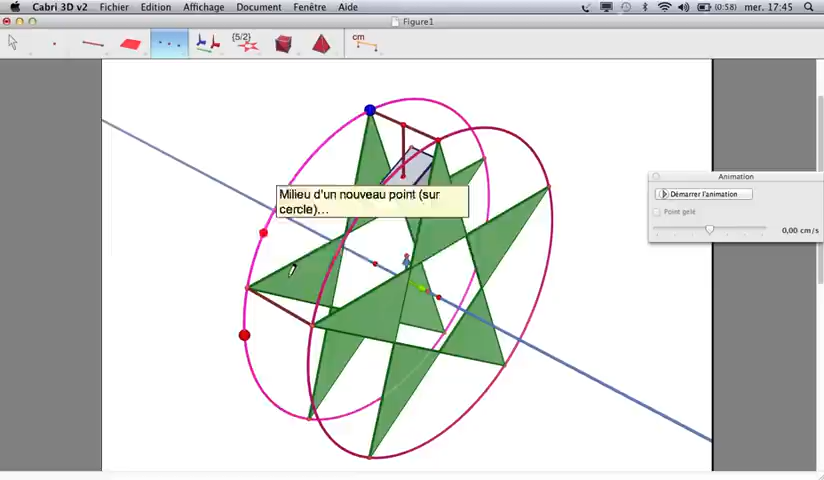 Cabri 3D v2 Fichier Edition Affichage Document Fenêtre Aide (0:58) mer. 17:45
Figure1
{5/2} cm
Animation
Démarrer l'animation
Point gelé
0,00 cm/s
Milieu d'un nouveau point (sur
cercle)...